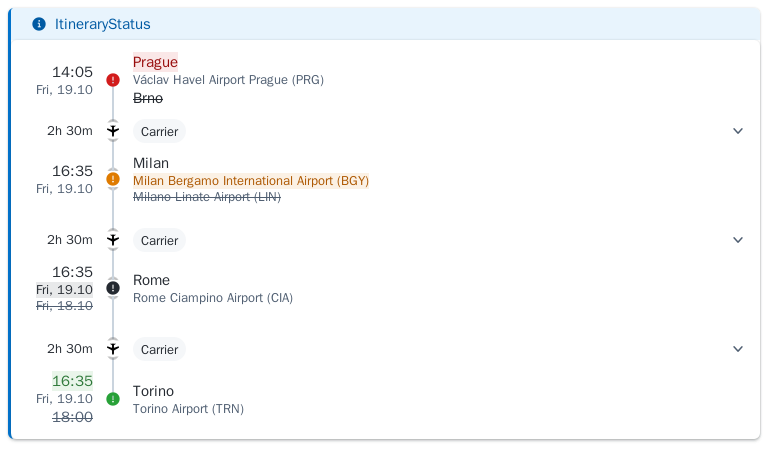 ItineraryStatus
14:05
Fri, 19.10
Prague
Václav Havel Airport Prague (PRG)
Brno
2h 30m
Carrier
16:35
Fri, 19.10
Milan
Milan Bergamo International Airport (BGY)
Milano Linate Airport (LIN)
2h 30m
Carrier
16:35
Fri, 19.10
Fri, 18.10
Rome
Rome Ciampino Airport (CIA)
2h 30m
Carrier
16:35
Fri, 19.10
18:00
Torino
Torino Airport (TRN)